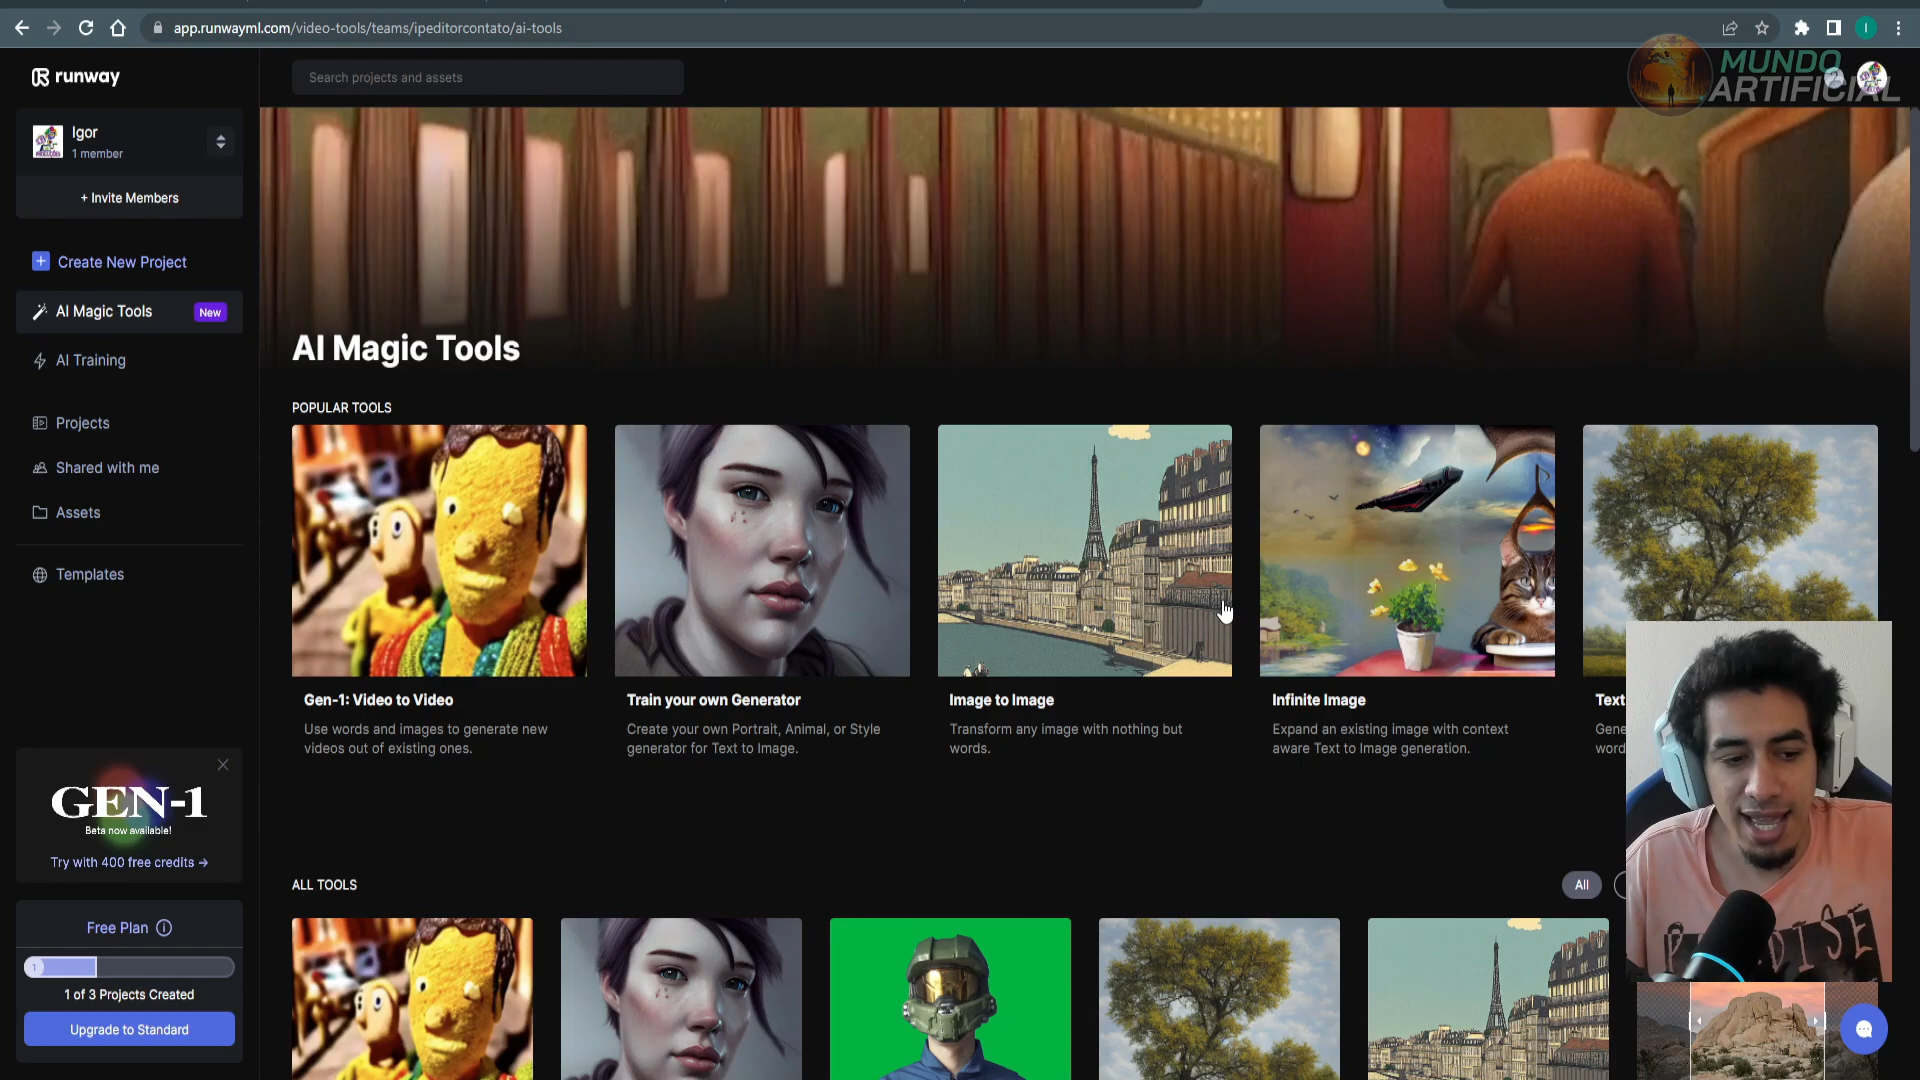 app.runwayml.com/video-tools/teams/ipeditorcontato/ai-tools
runway
Search projects and assets
MUNDO
ARTIFICIAL
Igor
1 member
+ Invite Members
Create New Project
AI Magic Tools
New
AI Training
Projects
Shared with me
Assets
Templates
GEN-1
Beta now available!
Try with 400 free credits →
Free Plan
1
1 of 3 Projects Created
Upgrade to Standard
AI Magic Tools
POPULAR TOOLS
Gen-1: Video to Video
Use words and images to generate new
videos out of existing ones.
Train your own Generator
Create your own Portrait, Animal, or Style
generator for Text to Image.
Image to Image
Transform any image with nothing but
words.
Infinite Image
Expand an existing image with context
aware Text to Image generation.
Text
Gene
word
ALL TOOLS
All